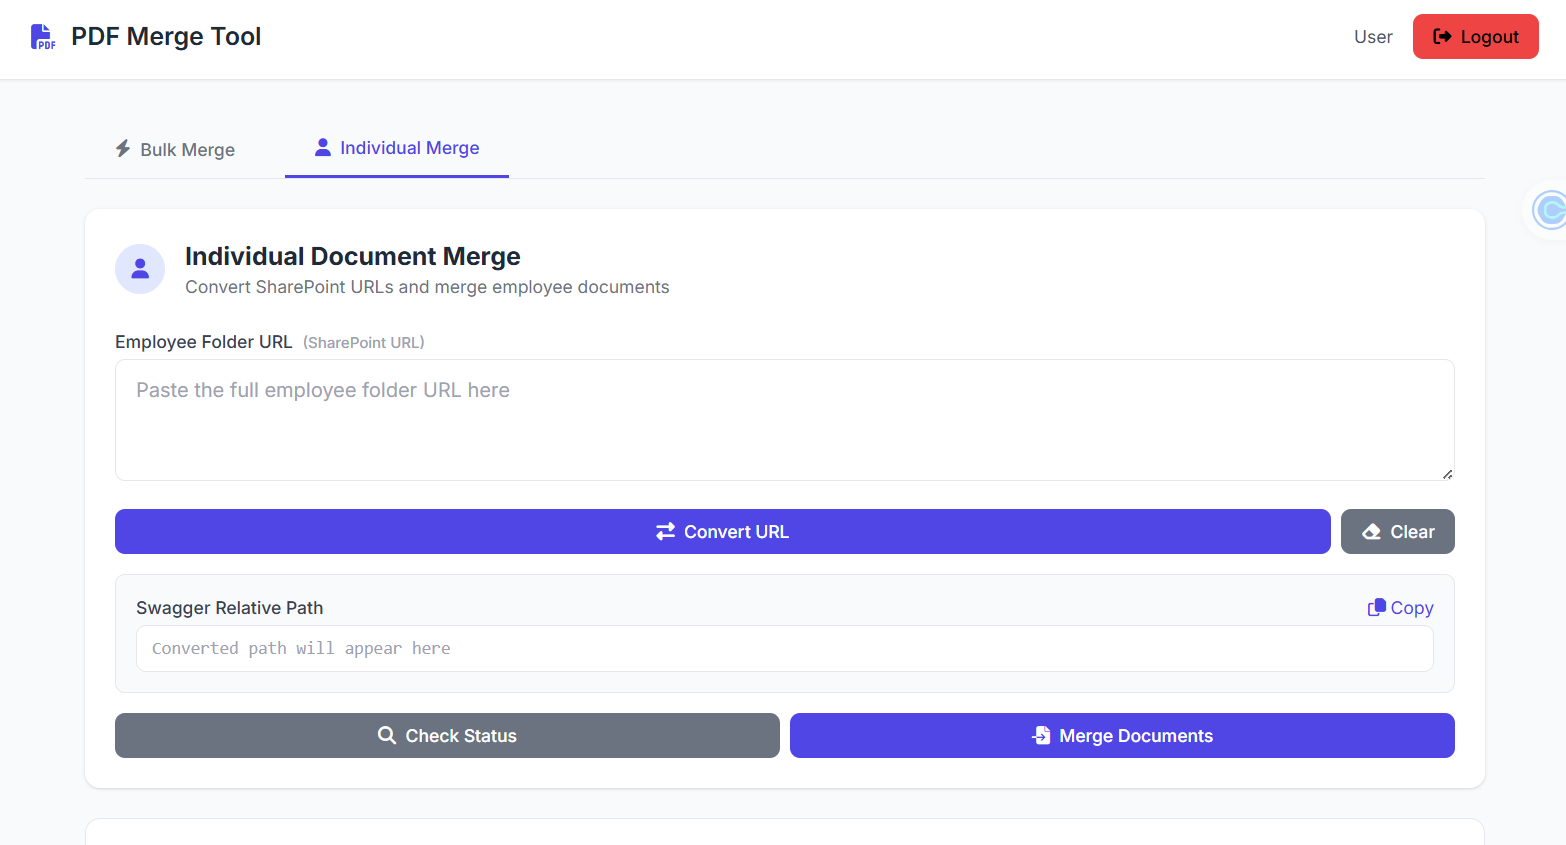 PDF
PDF Merge Tool
User
Logout
Bulk Merge
Individual Merge
Individual Document Merge
Convert SharePoint URLs and merge employee documents
Employee Folder URL (SharePoint URL)
Paste the full employee folder URL here
Convert URL
Clear
Swagger Relative Path
Copy
Converted path will appear here
Check Status
Merge Documents